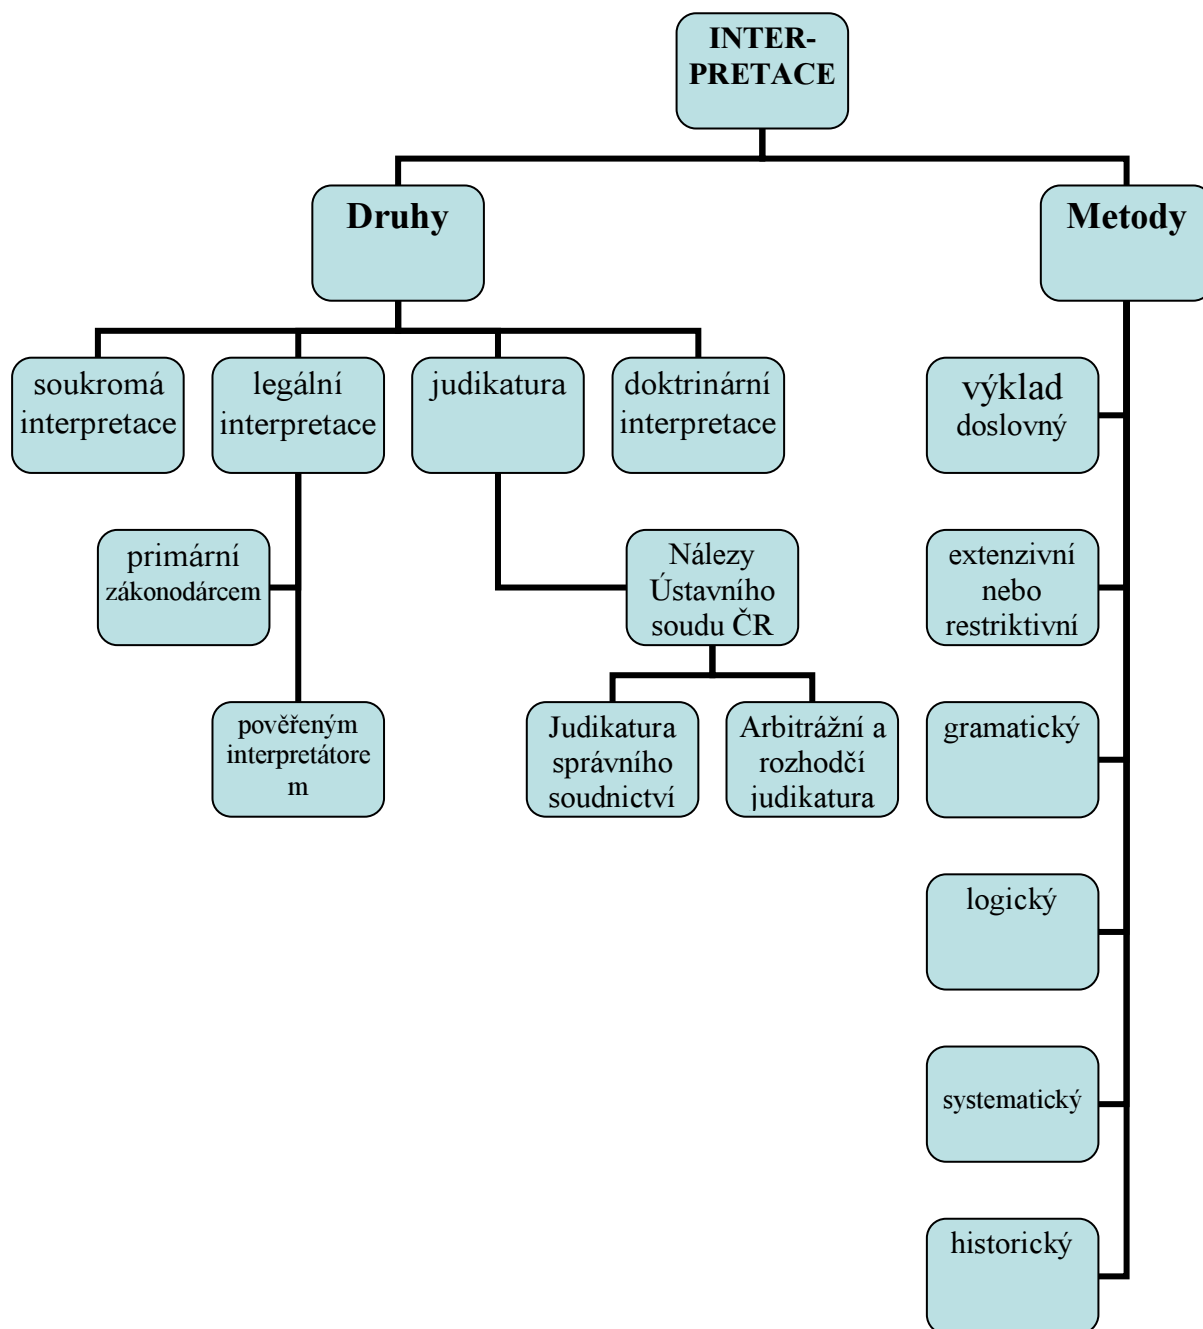 INTER-
PRETACE
Druhy
Metody
soukromá
interpretace
legální
interpretace
judikatura
doktrinární
interpretace
výklad
doslovný
primární
zákonodárcem
Nálezy
Ústavního
soudu ČR
extenzivní
nebo
restriktivní
pověřeným
interpretátore
m
Judikatura
správního
soudnictví
Arbitrážní a
rozhodčí
judikatura
gramatický
logický
systematický
historický